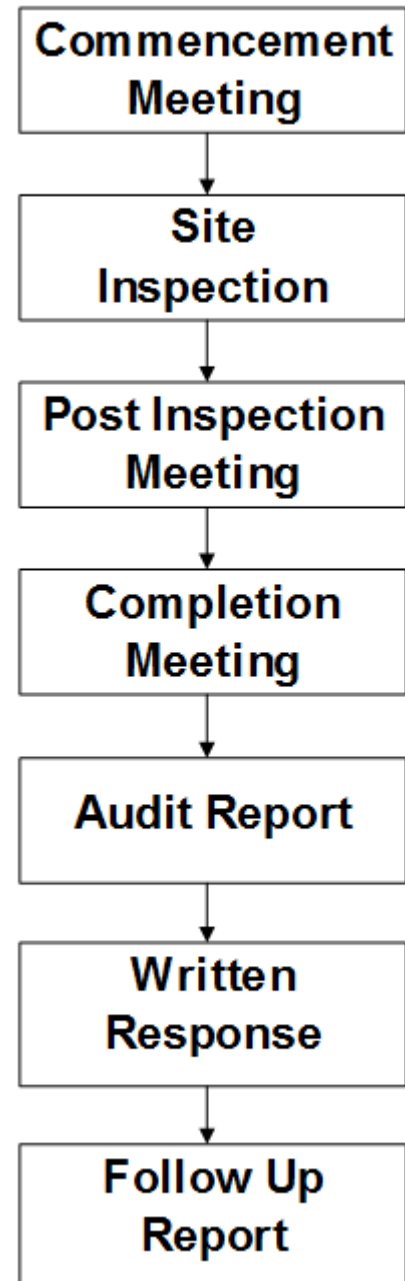 Commencement
Meeting
Site
Inspection
Post Inspection
Meeting
Completion
Meeting
Audit Report
Written
Response
Follow Up
Report